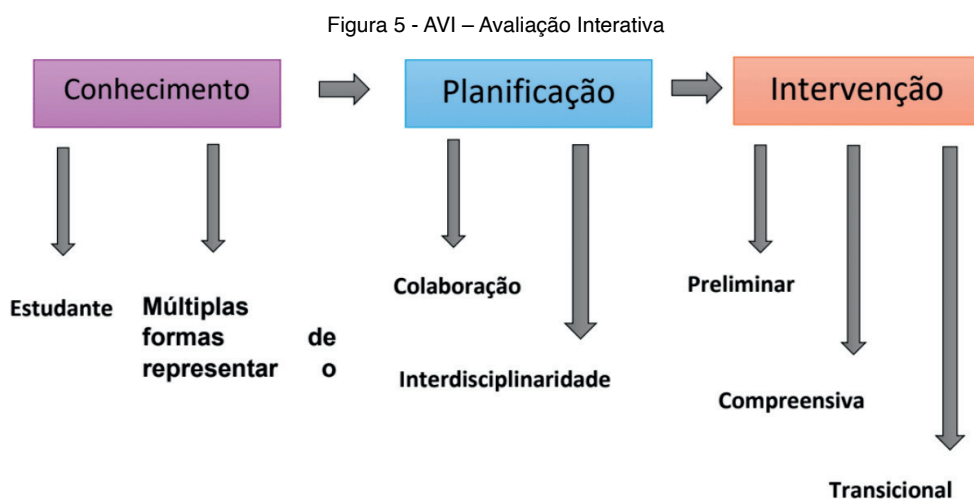 Figura 5 - AVI – Avaliação Interativa
Conhecimento
Planificação
Intervenção
Estudante
Múltiplas
formas de
representar o
Colaboração
Interdisciplinaridade
Preliminar
Compreensiva
Transicional